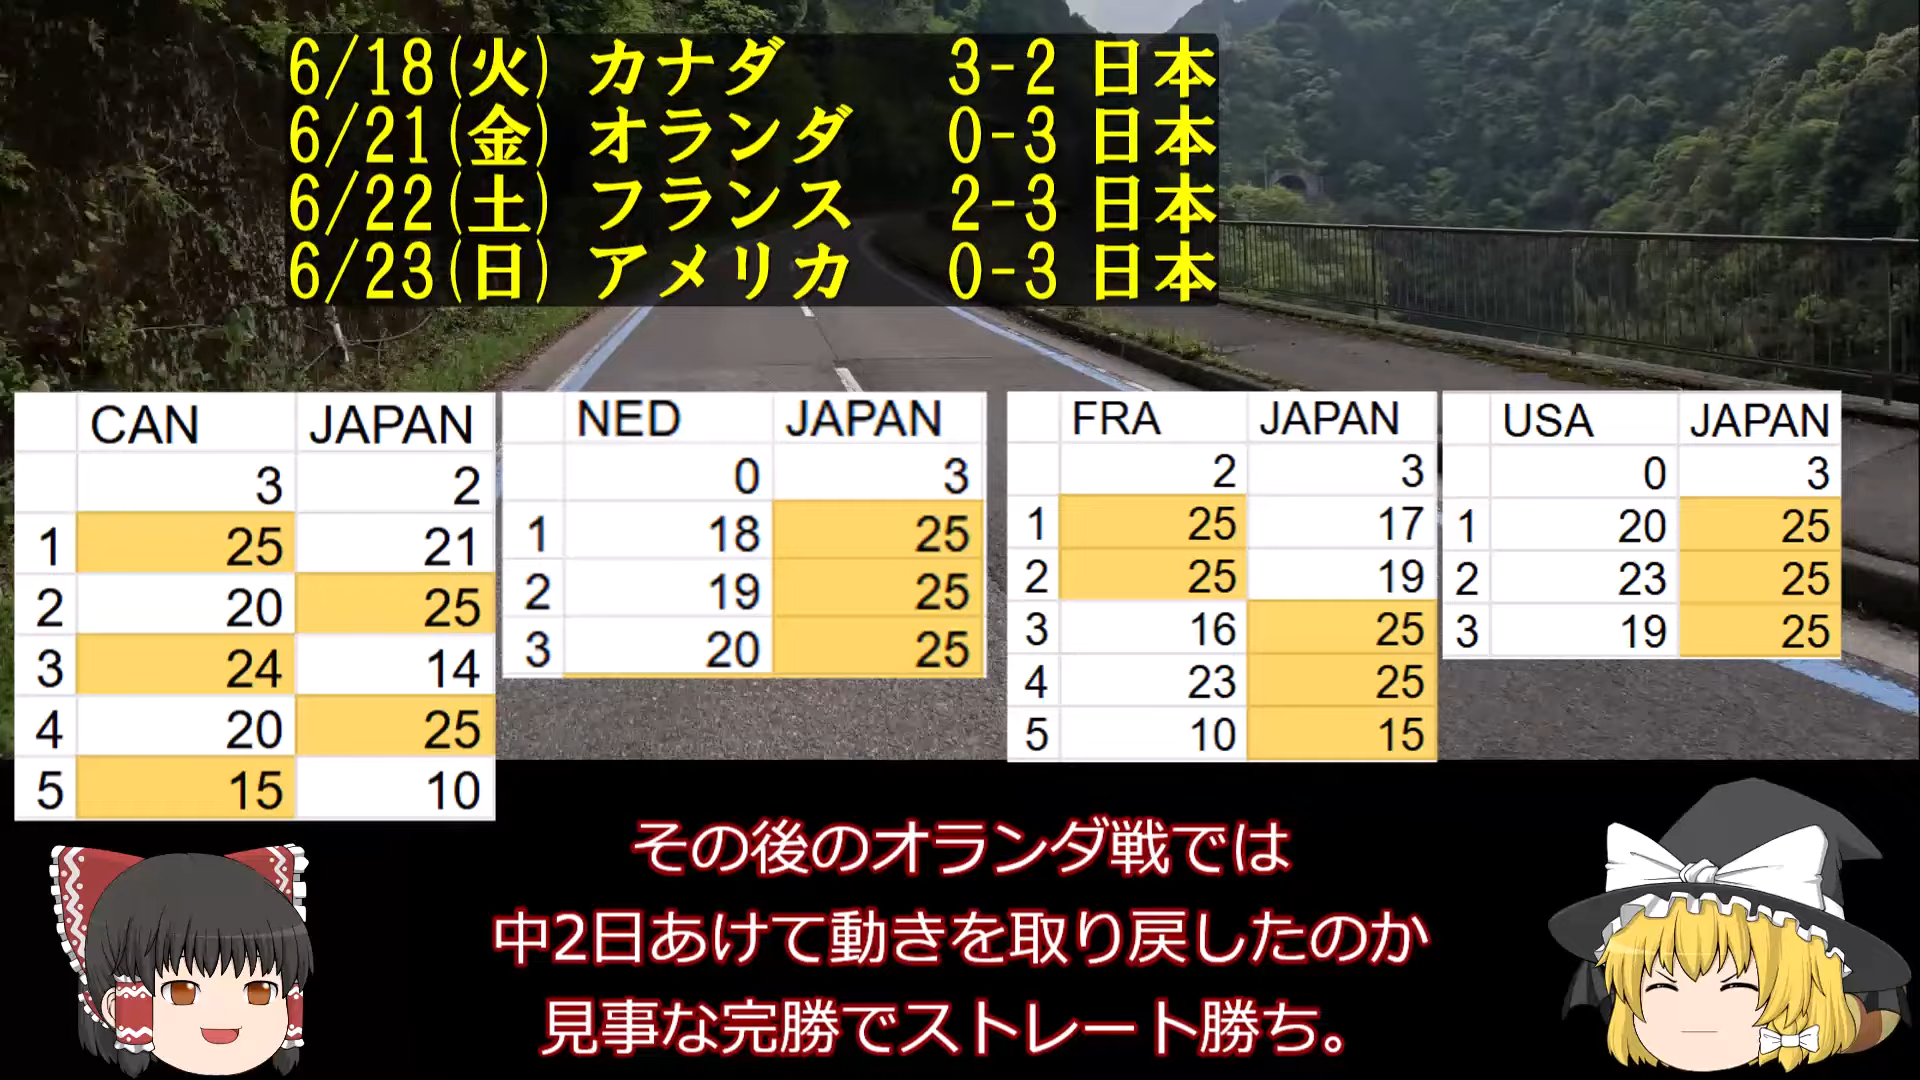 6/18(火) カナダ 3-2 日本
6/21(金) オランダ 0-3 日本
6/22(土) フランス 2-3 日本
6/23(日) アメリカ 0-3 日本
CAN JAPAN
3 2
1 25 21
2 20 25
3 24 14
4 20 25
5 15 10
NED JAPAN
0 3
1 18 25
2 19 25
3 20 25
FRA JAPAN
2 3
1 25 17
2 25 19
3 16 25
4 23 25
5 10 15
USA JAPAN
0 3
1 20 25
2 23 25
3 19 25
その後のオランダ戦では
中2日あけて動きを取り戻したのか
見事な完勝でストレート勝ち。